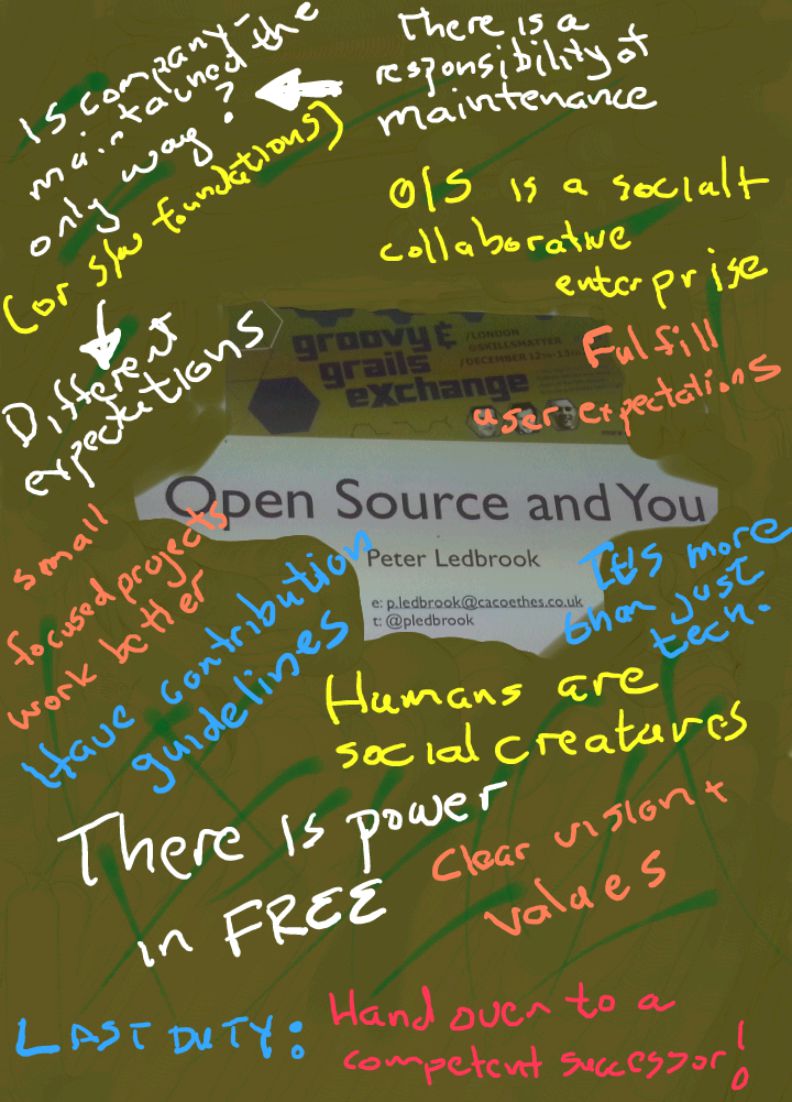 Is company-
maintained the
only way?
(or s/w foundations)
There is a
responsibility of
maintenance
O/S is a social +
collaborative
enterprise
Different
expectations
groovy &
grails
exchange
/LONDON
@SKILLSMATTER
/DECEMBER 12th-13th
Fulfill
user expectations
Open Source and You
Peter Ledbrook
e: p.ledbrook@cacoethes.co.uk
t: @pledbrook
small
focused projects
work better
Have contribution
guidelines
It's more
than just
tech.
Humans are
social creatures
There is power
in FREE
Clear vision +
values
LAST DUTY:
Hand over to a
competent successor!